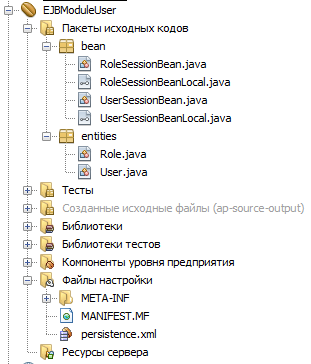 EJBModuleUser
Пакеты исходных кодов
bean
RoleSessionBean.java
RoleSessionBeanLocal.java
UserSessionBean.java
UserSessionBeanLocal.java
entities
Role.java
User.java
Тесты
Созданные исходные файлы (ap-source-output)
Библиотеки
Библиотеки тестов
Компоненты уровня предприятия
Файлы настройки
META-INF
MANIFEST.MF
persistence.xml
Ресурсы сервера